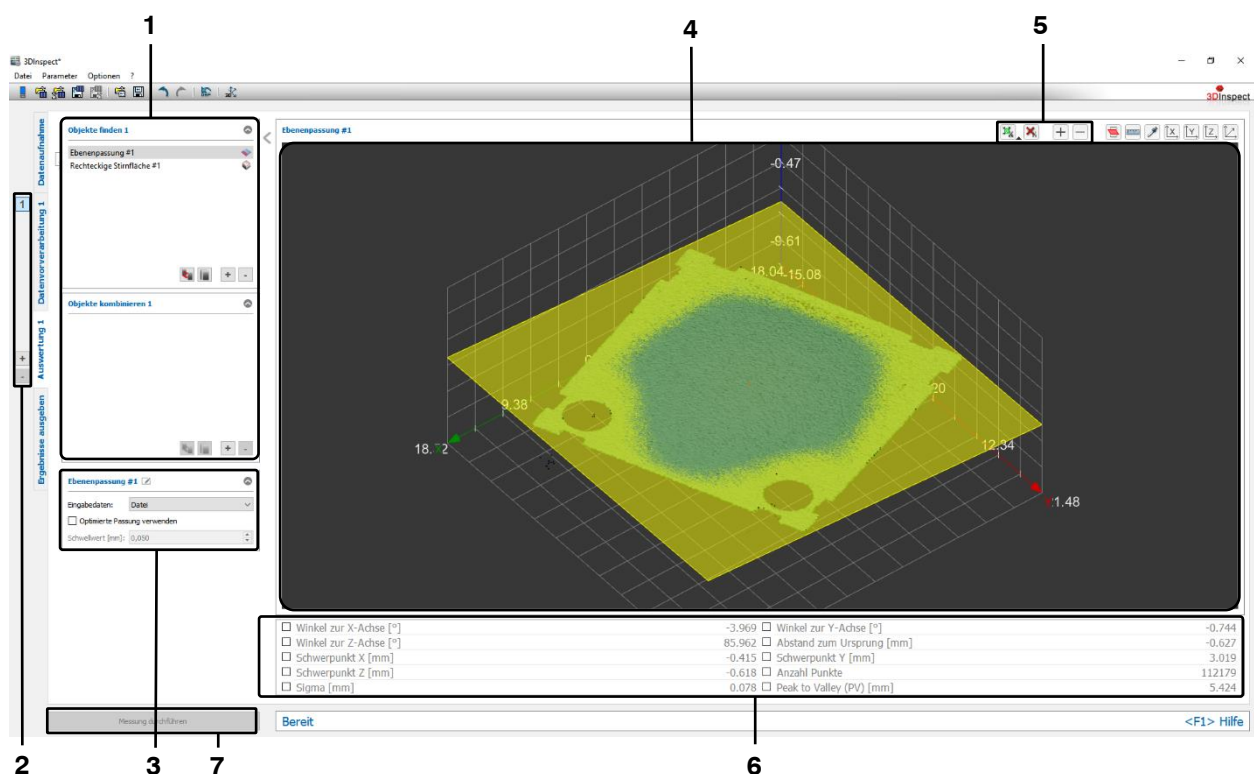 1
4
5
3DInspect*
Datei Parameter Optionen ?
3DInspect
Datenaufnahme
Datenvorverarbeitung 1
Auswertung 1
Ergebnisse ausgeben
1
+
-
Objekte finden 1
Ebenenpassung #1
Rechteckige Stirnfläche #1
+ -
Objekte kombinieren 1
+ -
Ebenenpassung #1
Eingabedaten: Datei
Optimierte Passung verwenden
Schwellwert [mm]: 0,050
Messung durchführen
Ebenenpassung #1
X Y Z
-0.47
-9.61
18.04 -15.08
9.38
20
18.72
12.34
21.48
Winkel zur X-Achse [°] -3.969 Winkel zur Y-Achse [°] -0.744
Winkel zur Z-Achse [°] 85.962 Abstand zum Ursprung [mm] -0.627
Schwerpunkt X [mm] -0.415 Schwerpunkt Y [mm] 3.019
Schwerpunkt Z [mm] -0.618 Anzahl Punkte 112179
Sigma [mm] 0.078 Peak to Valley (PV) [mm] 5.424
Bereit <F1> Hilfe
2
3
7
6